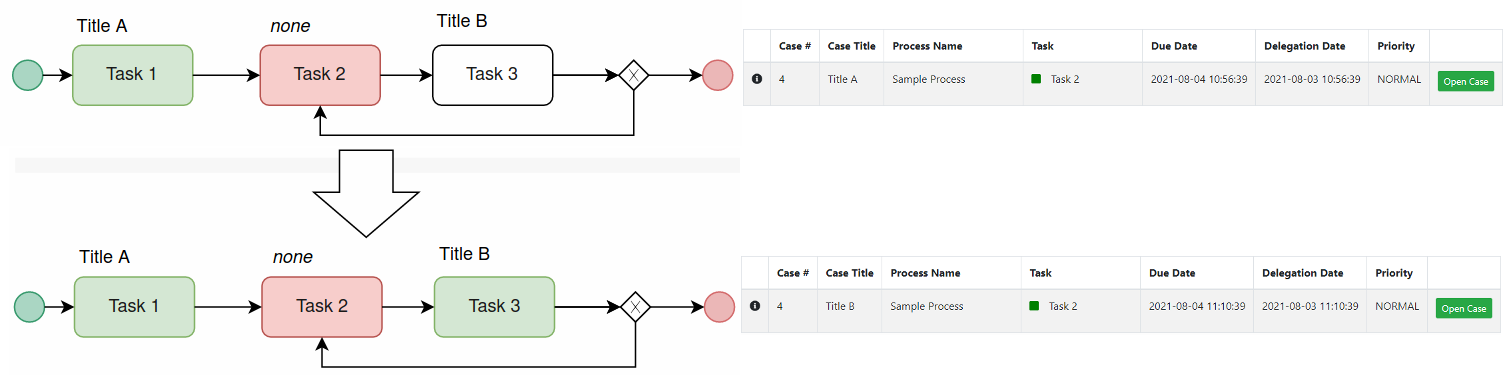 Title A
none
Title B
Task 1
Task 2
Task 3
X
Case # Case Title Process Name Task Due Date Delegation Date Priority
4 Title A Sample Process Task 2 2021-08-04 10:56:39 2021-08-03 10:56:39 NORMAL Open Case
Title A
none
Title B
Task 1
Task 2
Task 3
X
Case # Case Title Process Name Task Due Date Delegation Date Priority
4 Title B Sample Process Task 2 2021-08-04 11:10:39 2021-08-03 11:10:39 NORMAL Open Case